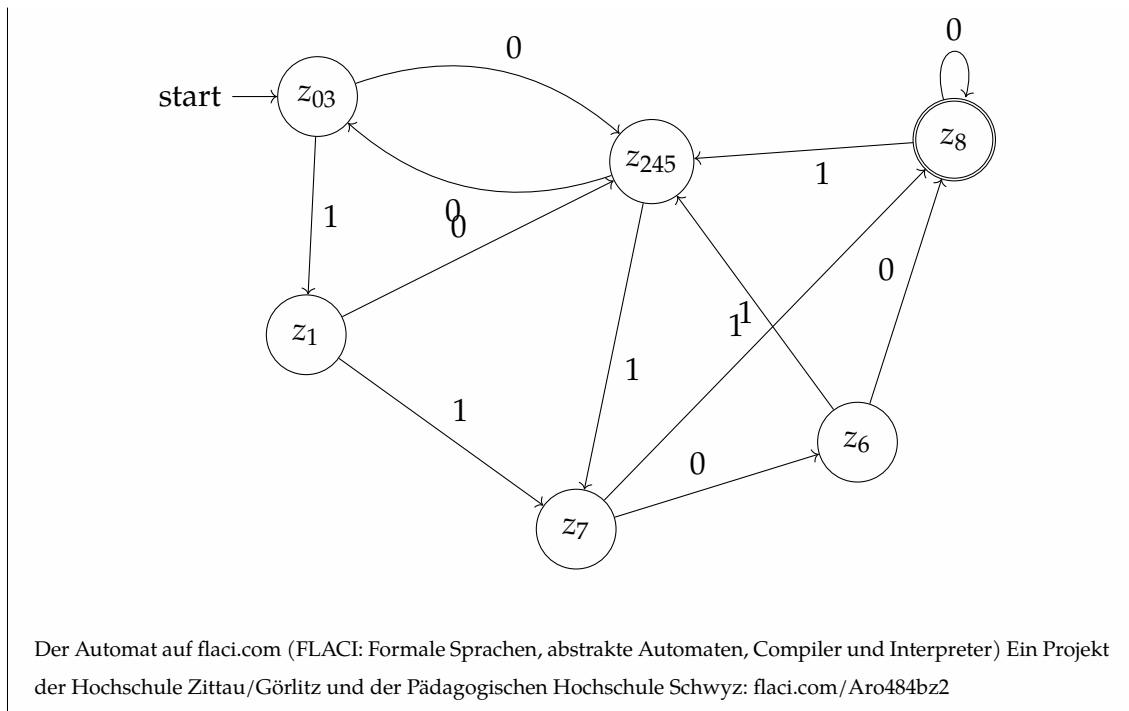 0
0
start
z03
z8
z245
1
0
0
1
0
1
1
z1
1
1
z6
0
z7
Der Automat auf flaci.com (FLACI: Formale Sprachen, abstrakte Automaten, Compiler und Interpreter) Ein Projekt
der Hochschule Zittau/Görlitz und der Pädagogischen Hochschule Schwyz: flaci.com/Aro484bz2